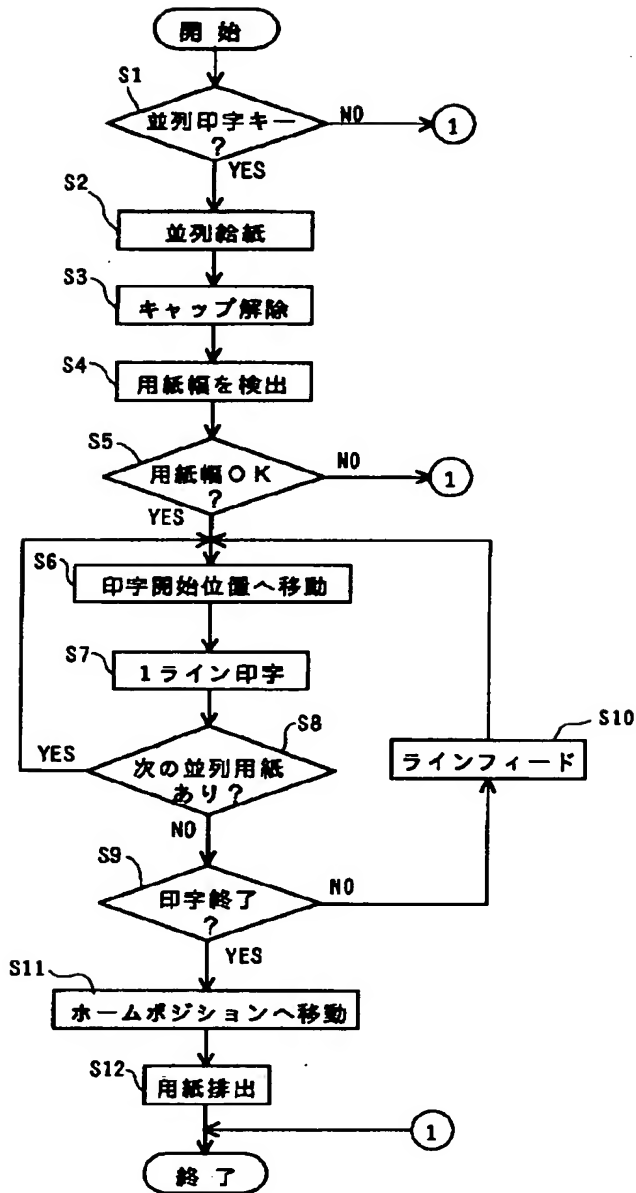 開始
S1
並列印字キー
?
NO
1
YES
S2
並列給紙
S3
キャップ解除
S4
用紙幅を検出
S5
用紙幅OK
?
NO
1
YES
S6
印字開始位置へ移動
S7
1ライン印字
S8
次の並列用紙
あり?
YES
NO
S10
ラインフィード
S9
印字終了
?
NO
YES
S11
ホームポジションへ移動
S12
用紙排出
1
終了